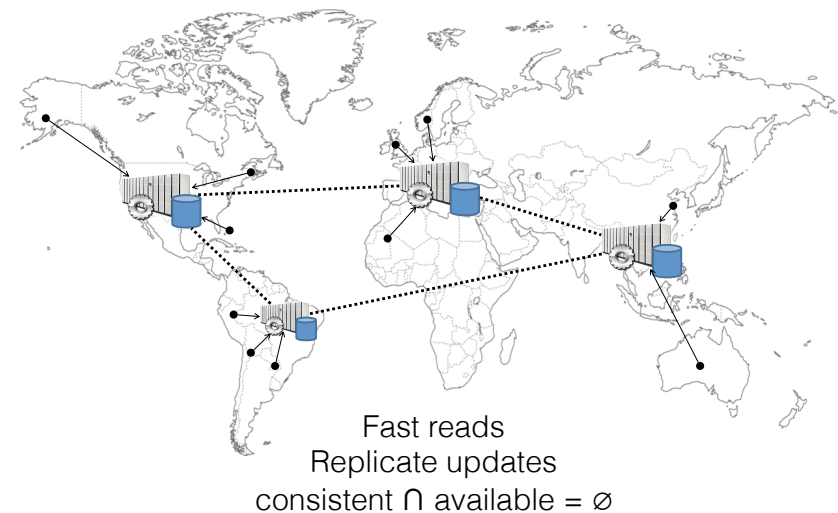 Fast reads
Replicate updates
consistent ∩ available = ∅